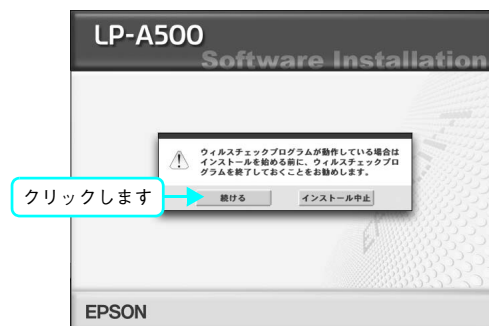 LP-A500
Software Installation
ウィルスチェックプログラムが動作している場合は
インストールを始める前に、ウィルスチェックプロ
グラムを終了しておくことをお勧めします。
クリックします
続ける
インストール中止
EPSON